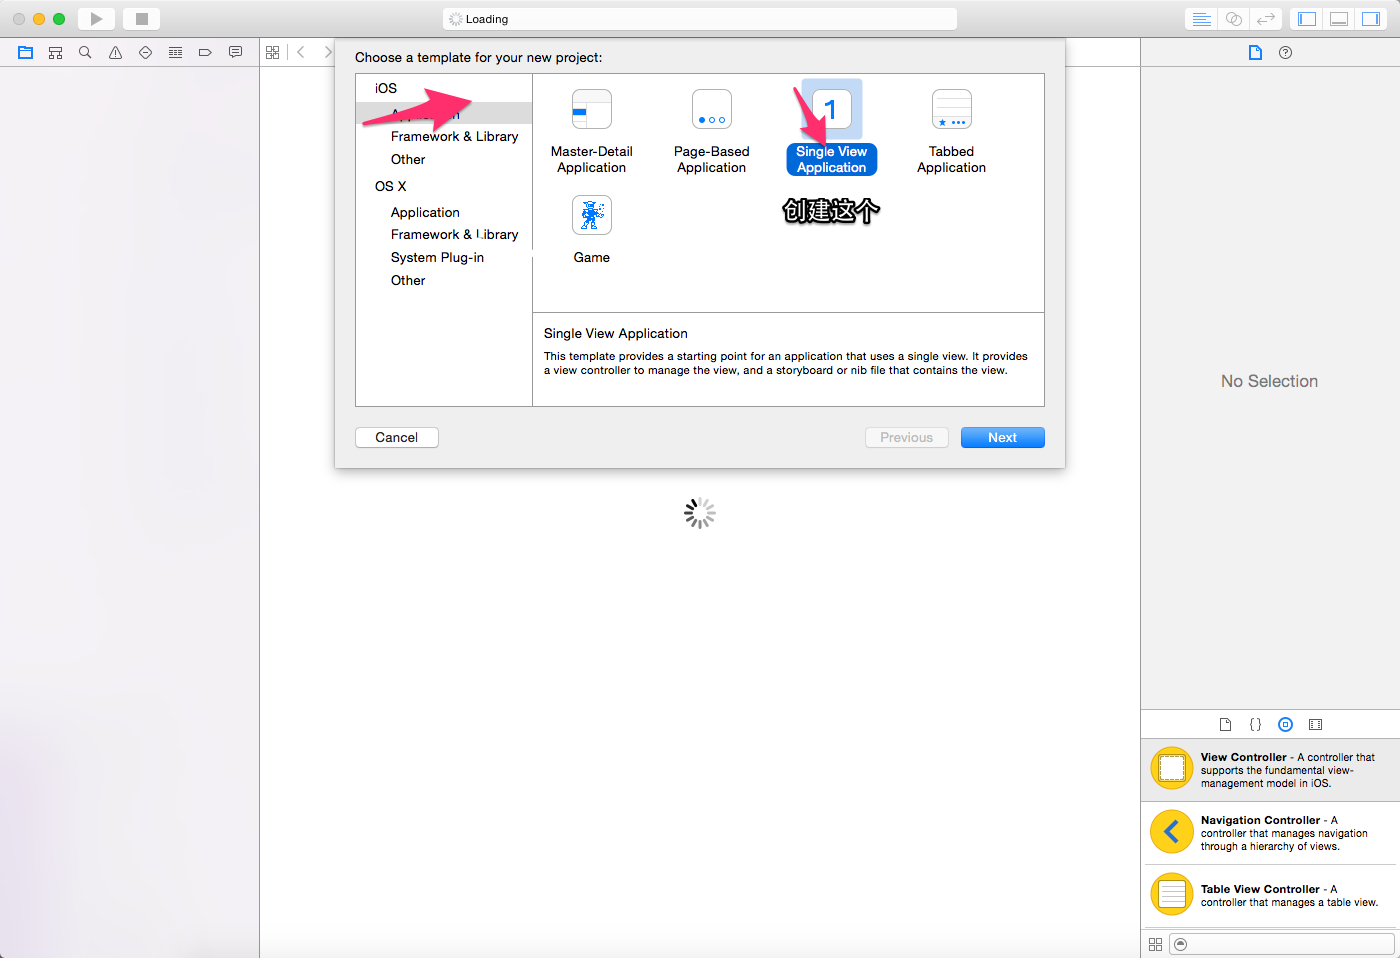 Loading
Choose a template for your new project:
iOS
Application
Framework & Library
Other
OS X
Application
Framework & Library
System Plug-in
Other
Master-Detail
Application
Page-Based
Application
1
Single View
Application
Tabbed
Application
创建这个
Game
Single View Application
This template provides a starting point for an application that uses a single view. It provides
a view controller to manage the view, and a storyboard or nib file that contains the view.
Cancel
Previous
Next
No Selection
View Controller - A controller that
supports the fundamental view-
management model in iOS.
Navigation Controller - A
controller that manages navigation
through a hierarchy of views.
Table View Controller - A
controller that manages a table view.